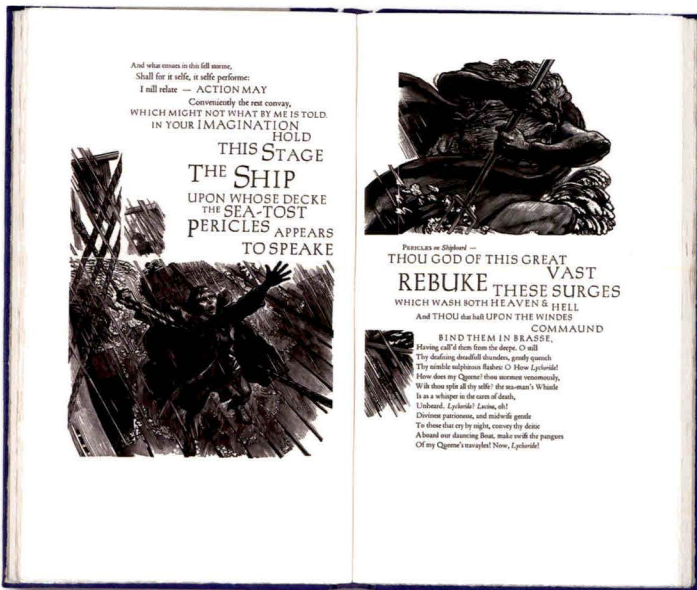 And what ensues in this fell storme,
Shall for it selfe, it selfe performe:
I nill relate — ACTION MAY
Conveniently the rest convay,
WHICH MIGHT NOT WHAT BY ME IS TOLD.
IN YOUR IMAGINATION
HOLD
THIS STAGE
THE SHIP
UPON WHOSE DECKE
THE SEA-TOST
PERICLES APPEARS
TO SPEAKE
PERICLES on Shipboard —
THOU GOD OF THIS GREAT
VAST
REBUKE THESE SURGES
WHICH WASH BOTH HEAVEN & HELL
And THOU that hast UPON THE WINDES
COMMAUND
BIND THEM IN BRASSE,
Having call'd them from the deepe. O still
Thy deafning dreadfull thunders, gently quench
Thy nimble sulphirous flashes: O How Lychorida!
How does my Queene? thou stormest venomously,
Wilt thou spit all thy selfe? the sea-man's Whistle
Is as a whisper in the eares of death,
Unheard. Lychorida? Lucina, oh!
Divinest patrionesse, and midwife gentle
To those that cry by night, convey thy deitie
Aboard our dauncing Boat, make swift the pangues
Of my Queene's travayles! Now, Lychorida!